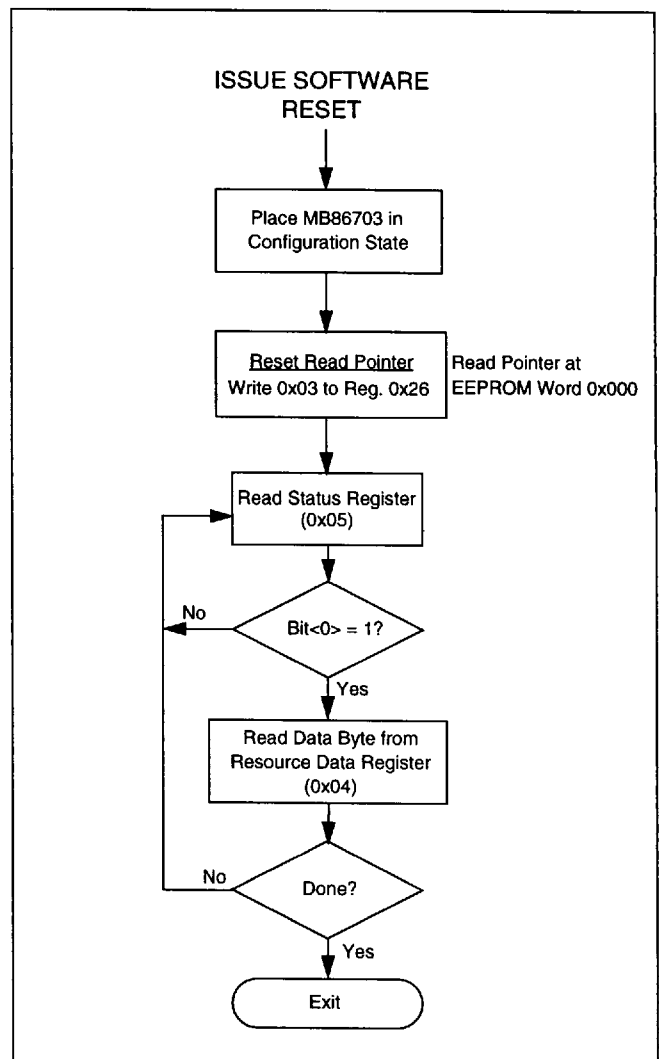 ISSUE SOFTWARE
RESET
Place MB86703 in
Configuration State
Reset Read Pointer
Write 0x03 to Reg. 0x26
Read Pointer at
EEPROM Word 0x000
Read Status Register
(0x05)
No
Bit<0> = 1?
Yes
Read Data Byte from
Resource Data Register
(0x04)
No
Done?
Yes
Exit